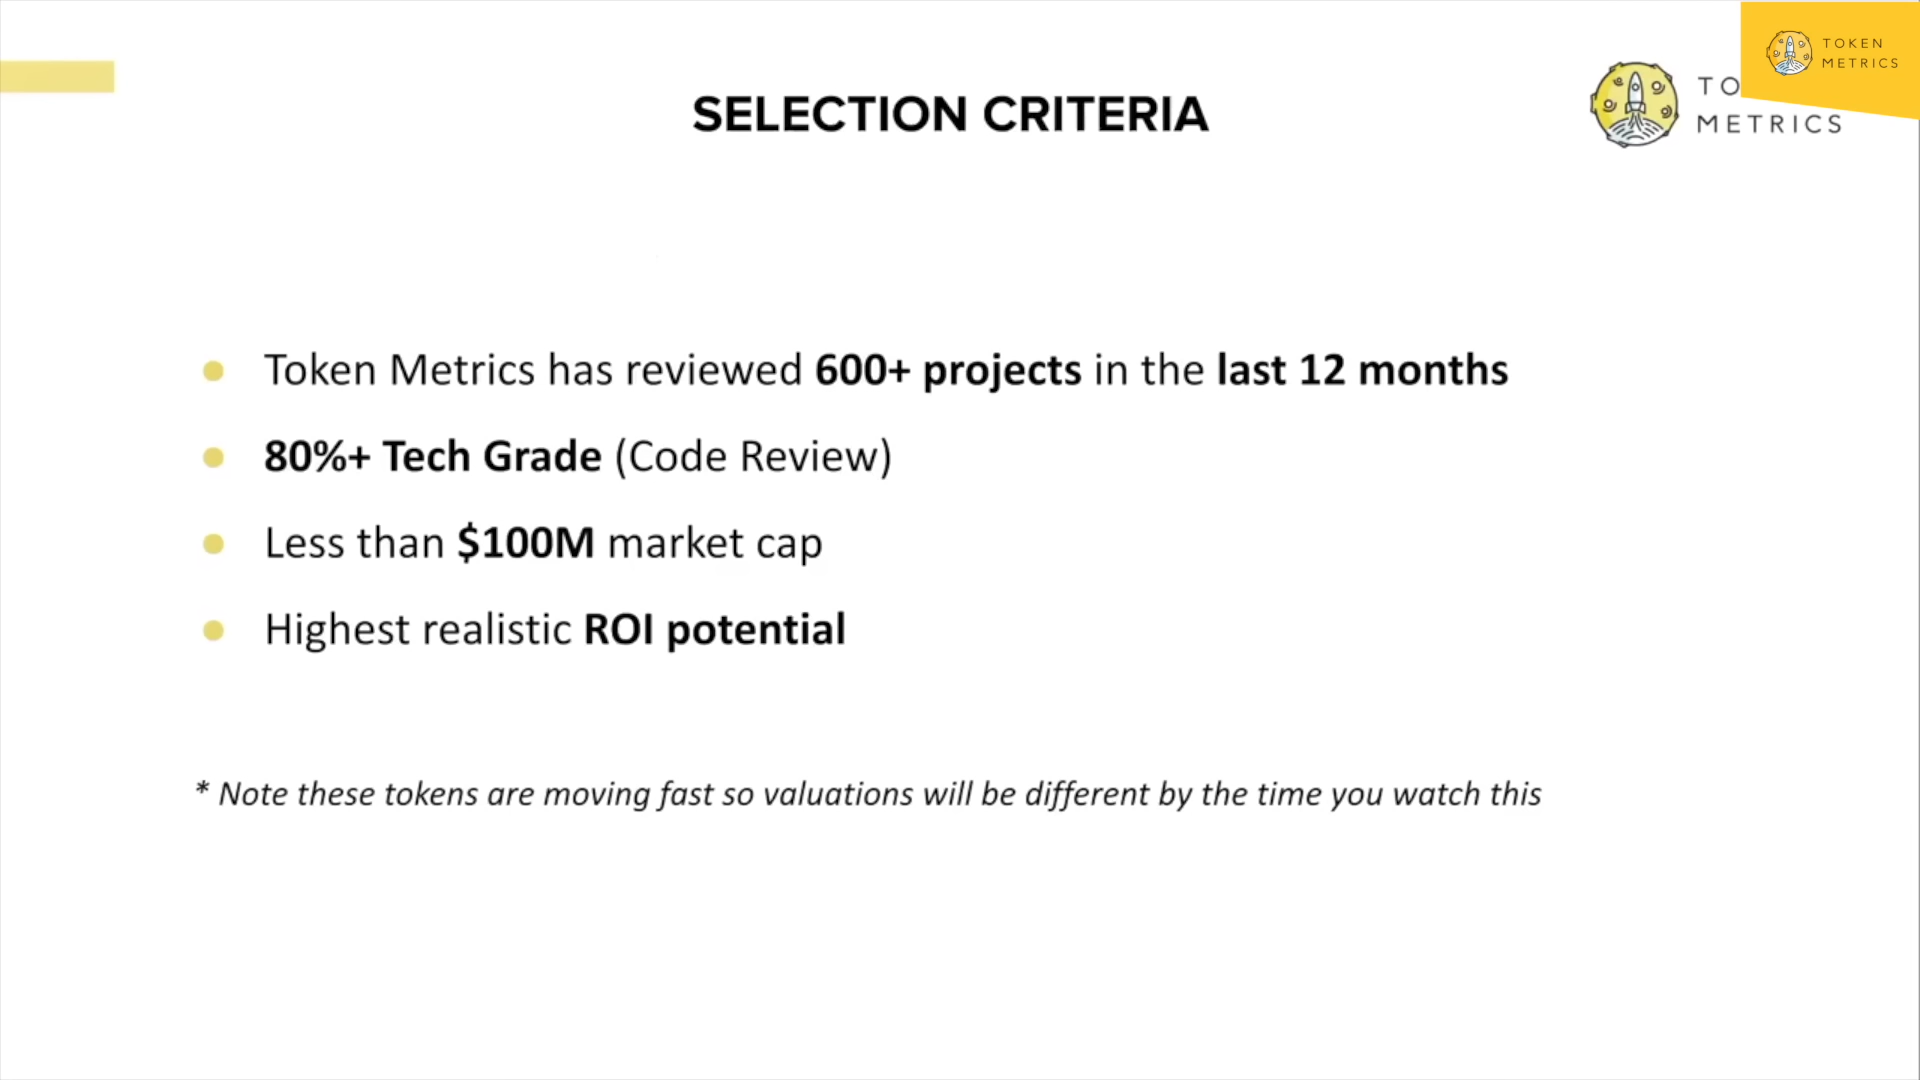 TOKEN
METRICS
SELECTION CRITERIA
TO
METRICS
Token Metrics has reviewed 600+ projects in the last 12 months
80%+ Tech Grade (Code Review)
Less than $100M market cap
Highest realistic ROI potential
* Note these tokens are moving fast so valuations will be different by the time you watch this